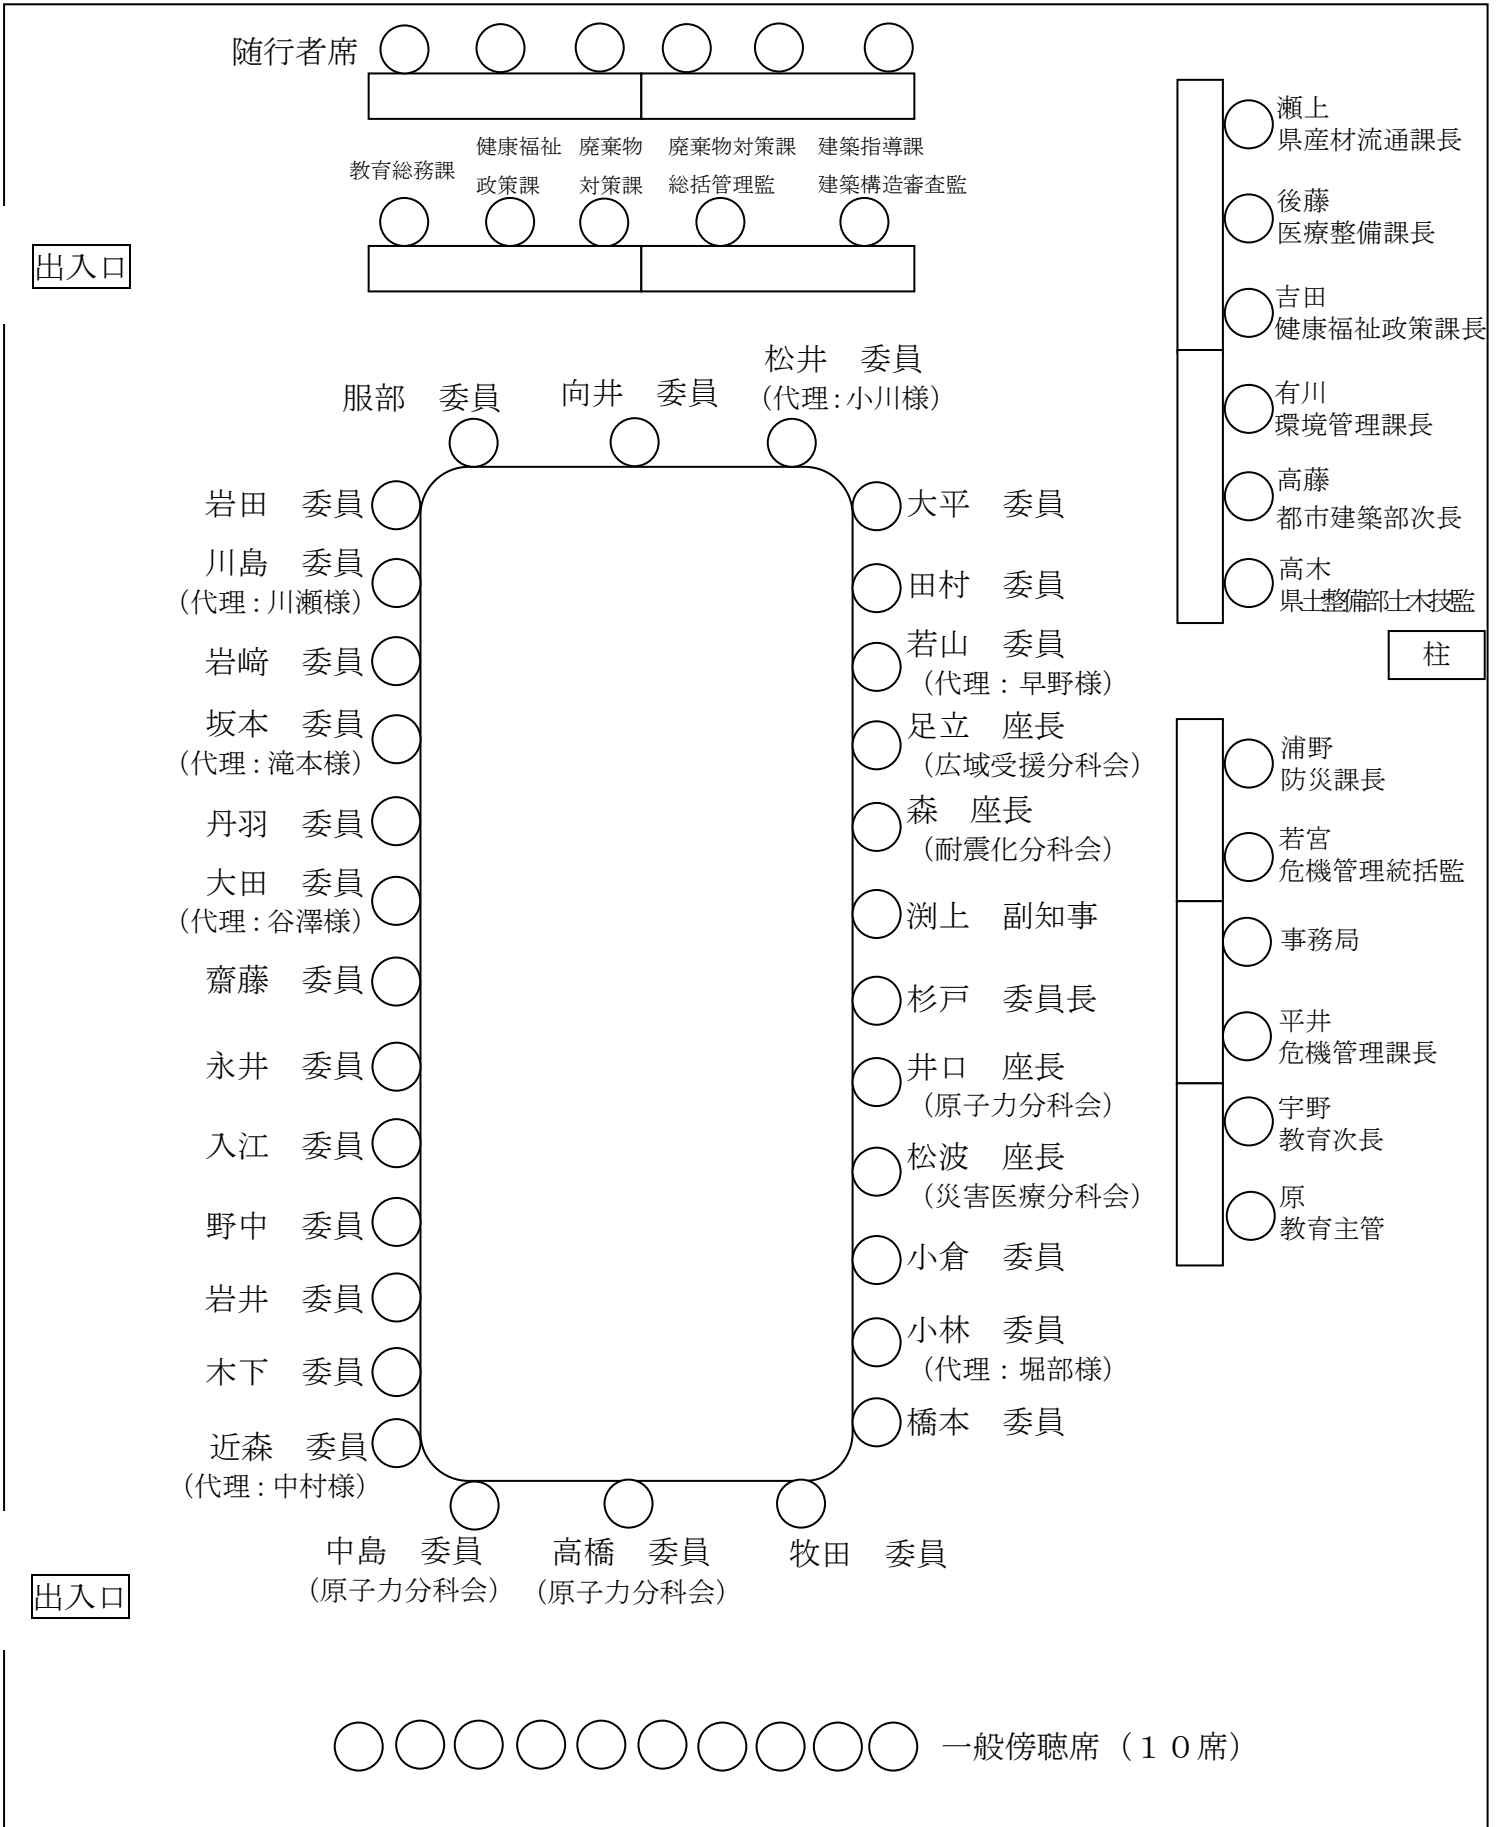 随行者席
教育総務課
健康福祉
政策課
廃棄物
対策課
廃棄物対策課
総括管理監
建築指導課
建築構造審査監
出入口
服部　委員
向井　委員
松井　委員
（代理：小川様）
岩田　委員
川島　委員
（代理：川瀬様）
岩﨑　委員
坂本　委員
（代理：滝本様）
丹羽　委員
大田　委員
（代理：谷澤様）
齋藤　委員
永井　委員
入江　委員
野中　委員
岩井　委員
木下　委員
近森　委員
（代理：中村様）
大平　委員
田村　委員
若山　委員
（代理：早野様）
足立　座長
（広域受援分科会）
森　座長
（耐震化分科会）
渕上　副知事
杉戸　委員長
井口　座長
（原子力分科会）
松波　座長
（災害医療分科会）
小倉　委員
小林　委員
（代理：堀部様）
橋本　委員
中島　委員
（原子力分科会）
高橋　委員
（原子力分科会）
牧田　委員
瀬上
県産材流通課長
後藤
医療整備課長
吉田
健康福祉政策課長
有川
環境管理課長
高藤
都市建築部次長
高木
県土整備部土木技監
柱
浦野
防災課長
若宮
危機管理統括監
事務局
平井
危機管理課長
宇野
教育次長
原
教育主管
出入口
一般傍聴席（１０席）